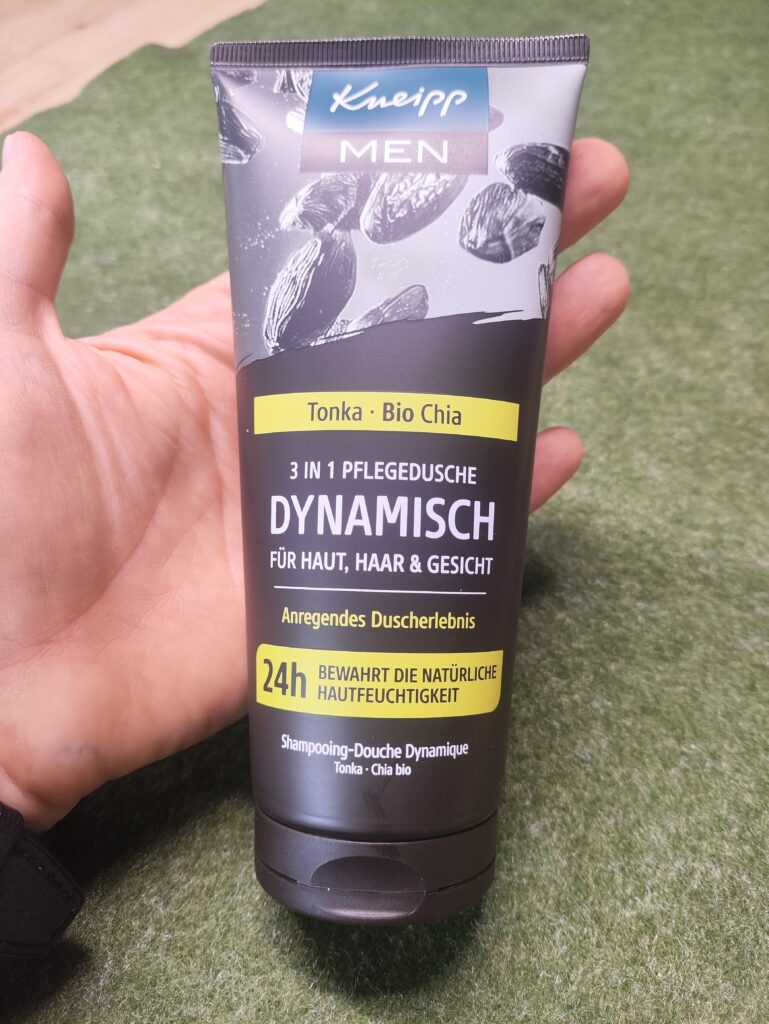 Kneipp
MEN
Tonka · Bio Chia
3 IN 1 PFLEGEDUSCHE
DYNAMISCH
FÜR HAUT, HAAR & GESICHT
Anregendes Duscherlebnis
24h BEWAHRT DIE NATÜRLICHE
HAUTFEUCHTIGKEIT
Shampooing-Douche Dynamique
Tonka · Chia bio